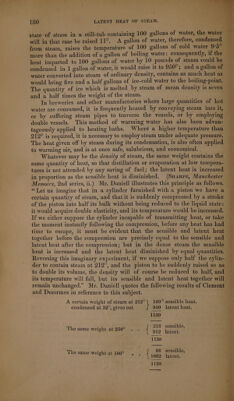 180 LATENT HEAT OF STEAM.
state of steam in a still-tub containing 100 gallons of water, the water
will in that case be raised 11°. A gallon of water, therefore, condensed
from steam, raises the temperature of 100 gallons of cold water 9·5°
more than the addition of a gallon of boiling water: consequently, if the
heat imparted to 100 gallons of water by 10 pounds of steam could be
condensed in 1 gallon of water, it would raise it to 950°; and a gallon of
water converted into steam of ordinary density, contains as much heat as
would bring five and a half gallons of ice-cold water to the boiling-point.
The quantity of ice which is melted by steam of mean density is seven
and a half times the weight of the steam.
In breweries and other manufactories where large quantities of hot
water are consumed, it is frequently heated by conveying steam into it,
or by suffering steam pipes to traverse the vessels, or by employing
double vessels. This method of warming water has also been advan-
tageously applied to heating baths. Where a higher temperature than
212° is required, it is necessary to employ steam under adequate pressure.
The heat given off by steam during its condensation, is also often applied
to warming air, and is at once safe, salubrious, and economical.
Whatever may be the density of steam, the same weight contains the
same quantity of heat, so that distillation or evaporation at low tempera-
tures is not attended by any saving of fuel; the latent heat is increased
in proportion as the sensible heat is diminished. (SHARPE, Manchester
Memoirs, 2nd series, ii.) Mr. Daniell illustrates this principle as follows.
“Let us imagine that in a cylinder furnished with a piston we have a
certain quantity of steam, and that it is suddenly compressed by a stroke
of the piston into half its bulk without being reduced to the liquid state;
it would acquire double elasticity, and its temperature would be increased.
If we either suppose the cylinder incapable of transmitting heat, or take
the moment instantly following the compression, before any heat has had
time to escape, it must be evident that the sensible and latent heat
together before the compression are precisely equal to the sensible and
latent heat after the compression; but in the dense steam the sensible
heat is increased and the latent heat diminished by equal quantities.
Reversing this imaginary experiment, if we suppose only half the cylin-
der to contain steam at 212°, and the piston to be suddenly raised so as
to double its volume, the density will of course be reduced to half, and
its temperature will fall, but its sensible and latent heat together will
remain unchanged.” Mr. Daniell quotes the following results of Clement
and Desormes in reference to this subject.
A certain weight of steam at 212° condensed at 32°, gives out { 180° sensible heat.
950 latent heat.
1130
The same weight at 250° . . . { 218 sensible,
912 latent.
1130
The same weight at 100° . . . { 68 sensible,
1062 latent.
1130